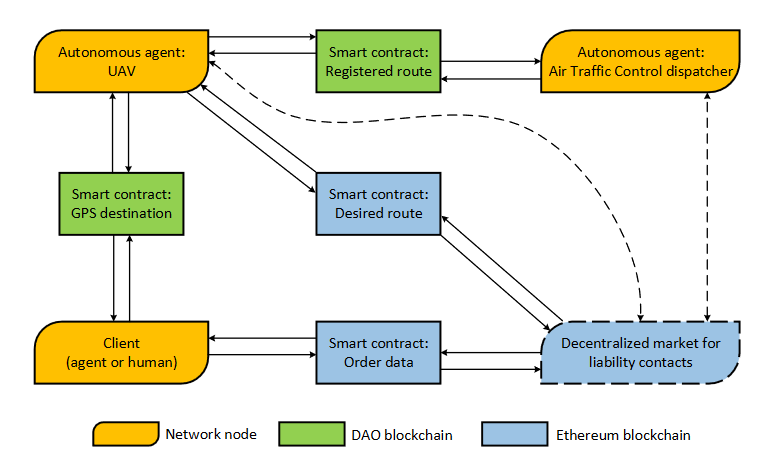 Autonomous agent:
UAV
Smart contract:
Registered route
Autonomous agent:
Air Traffic Control dispatcher
Smart contract:
GPS destination
Smart contract:
Desired route
Client
(agent or human)
Smart contract:
Order data
Decentralized market for
liability contacts
Network node
DAO blockchain
Ethereum blockchain